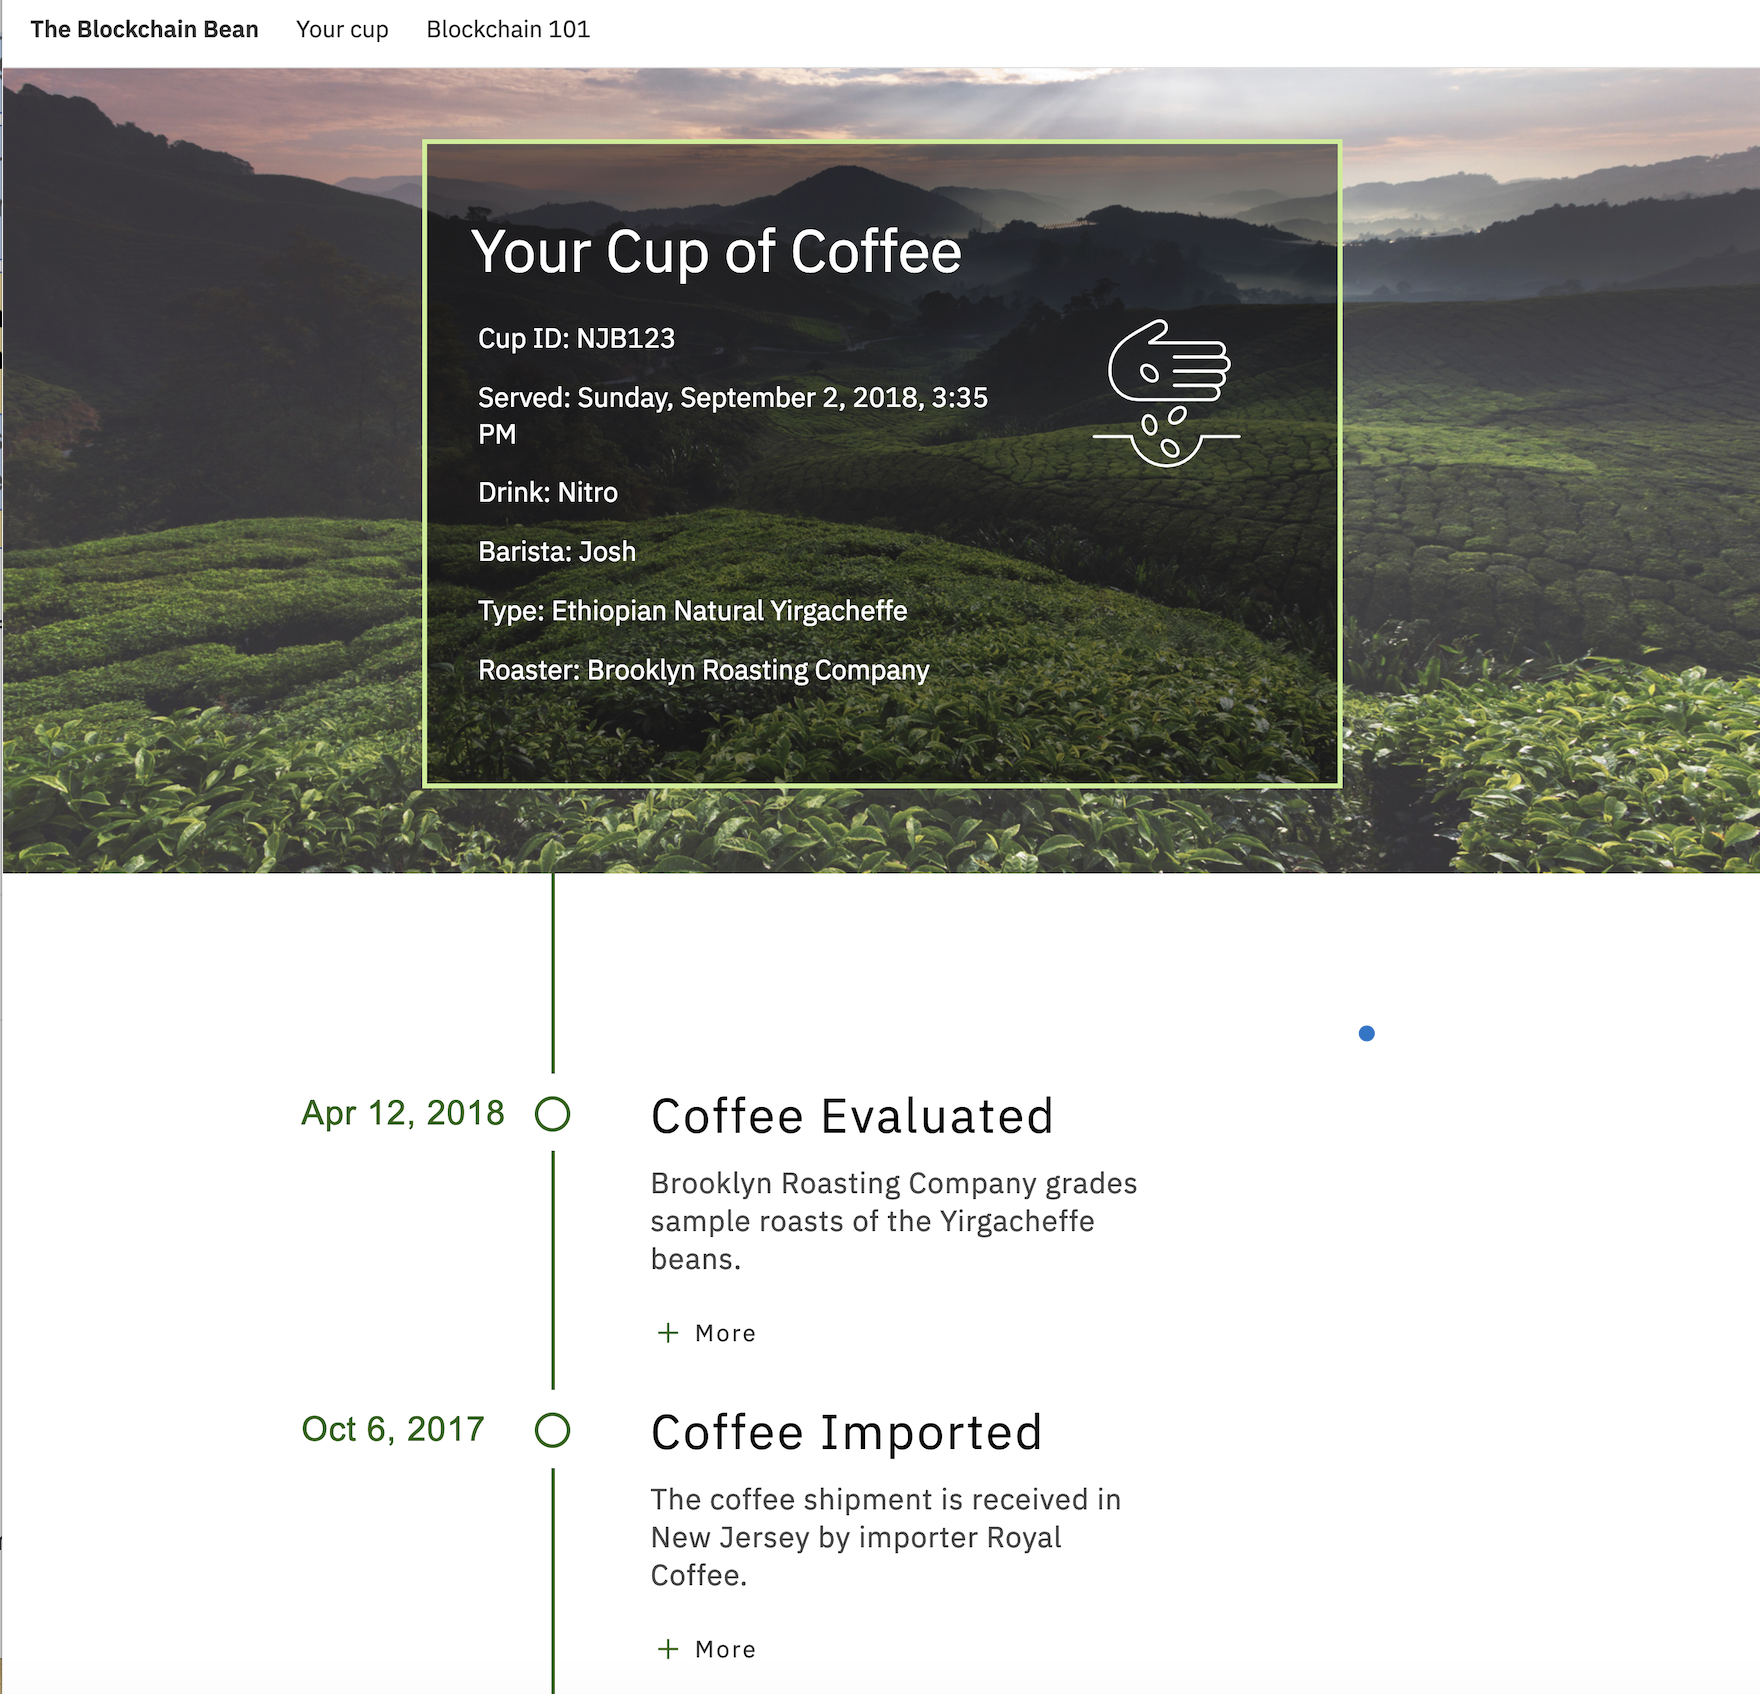 The Blockchain Bean Your cup Blockchain 101
Your Cup of Coffee
Cup ID: NJB123
Served: Sunday, September 2, 2018, 3:35
PM
Drink: Nitro
Barista: Josh
Type: Ethiopian Natural Yirgacheffe
Roaster: Brooklyn Roasting Company
Apr 12, 2018
Coffee Evaluated
Brooklyn Roasting Company grades
sample roasts of the Yirgacheffe
beans.
+ More
Oct 6, 2017
Coffee Imported
The coffee shipment is received in
New Jersey by importer Royal
Coffee.
+ More